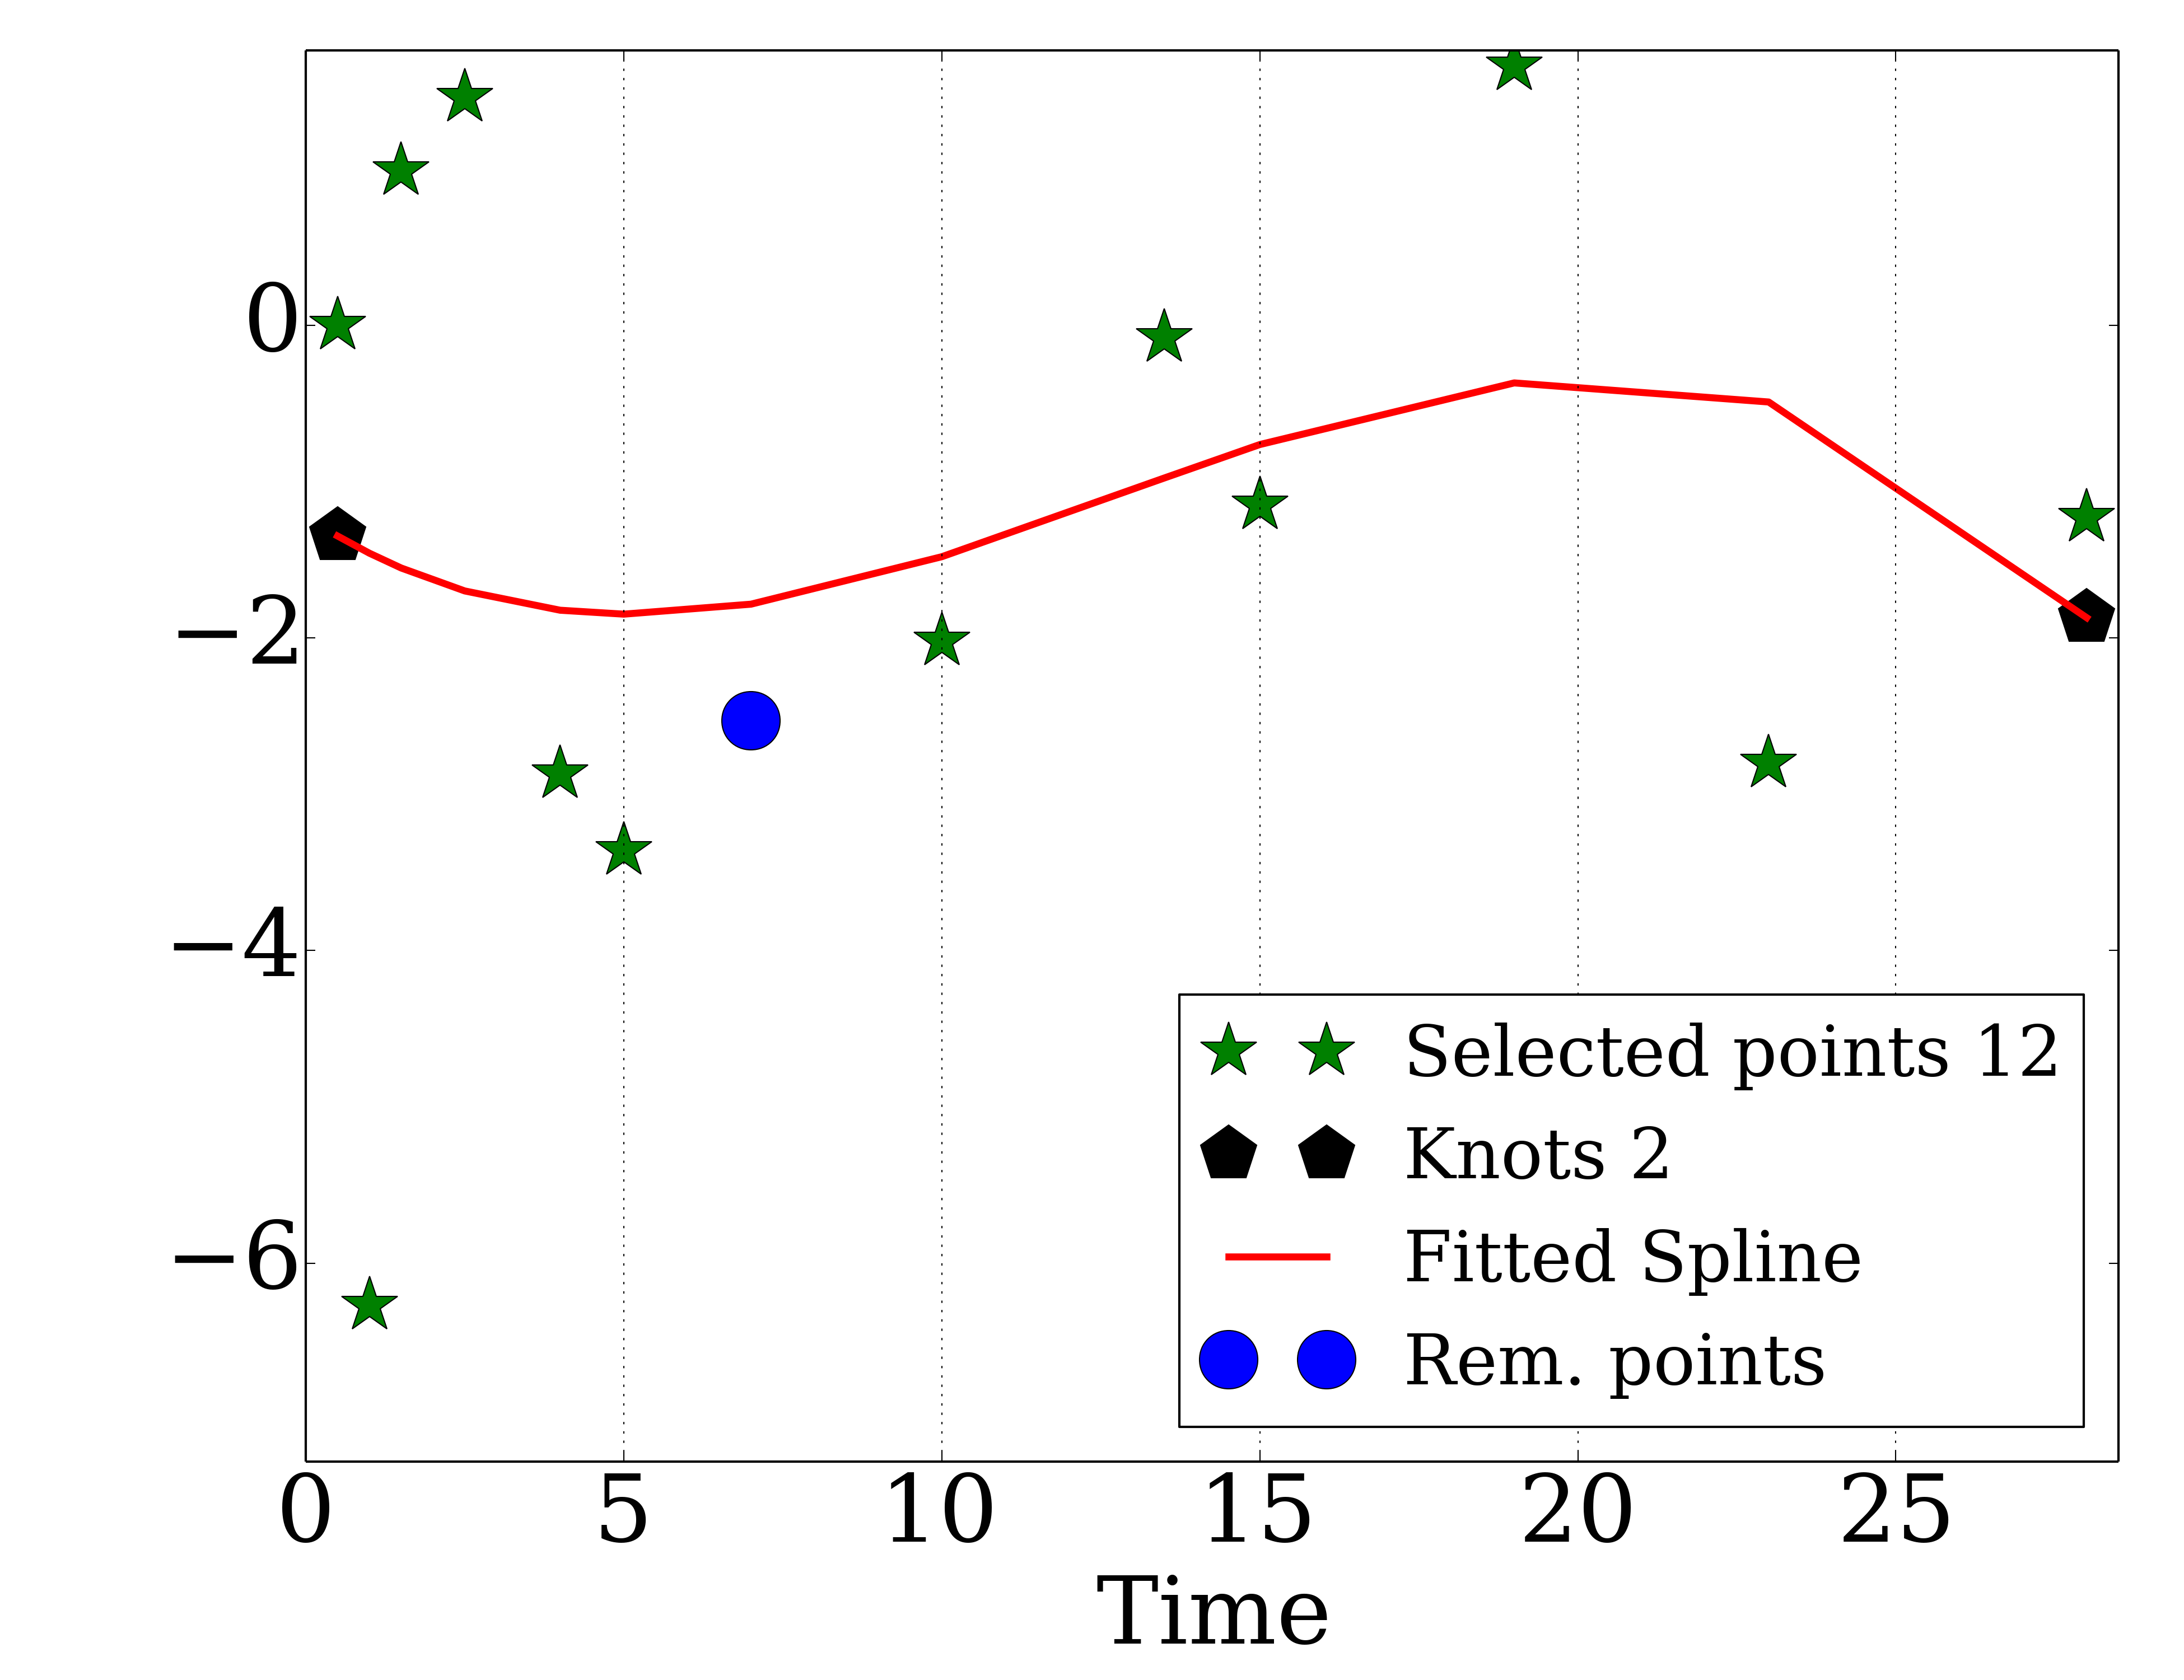 0
−2
−4
−6
Selected points 12
Knots 2
Fitted Spline
Rem. points
0 5 10 15 20 25
Time